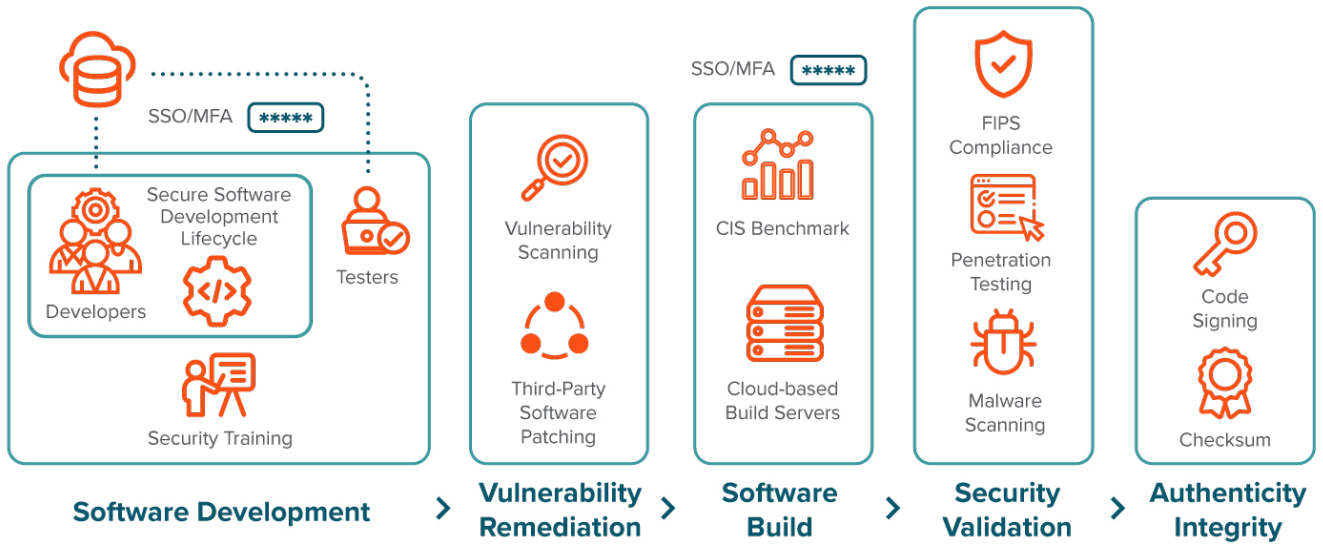 SSO/MFA *****
Secure Software
Development
Lifecycle
Developers
Testers
Security Training
Software Development
Vulnerability
Scanning
Third-Party
Software
Patching
Vulnerability
Remediation
SSO/MFA *****
CIS Benchmark
Cloud-based
Build Servers
Software
Build
FIPS
Compliance
Penetration
Testing
Malware
Scanning
Security
Validation
Code
Signing
Checksum
Authenticity
Integrity